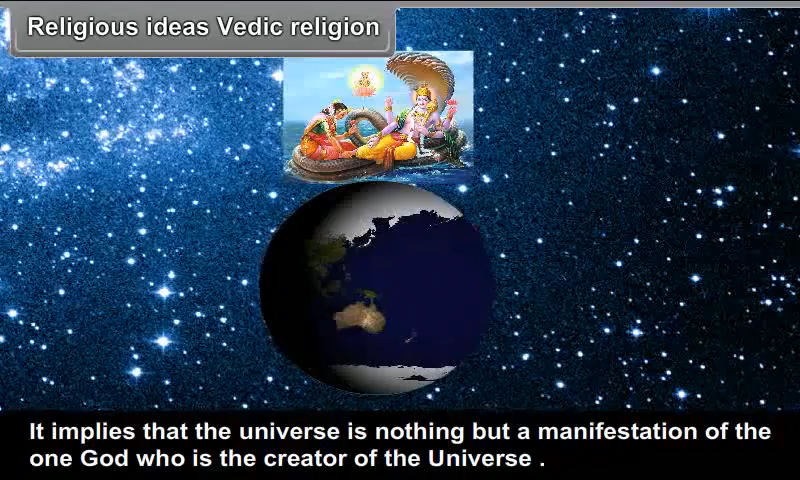 Religious ideas Vedic religion
It implies that the universe is nothing but a manifestation of the
one God who is the creator of the Universe .